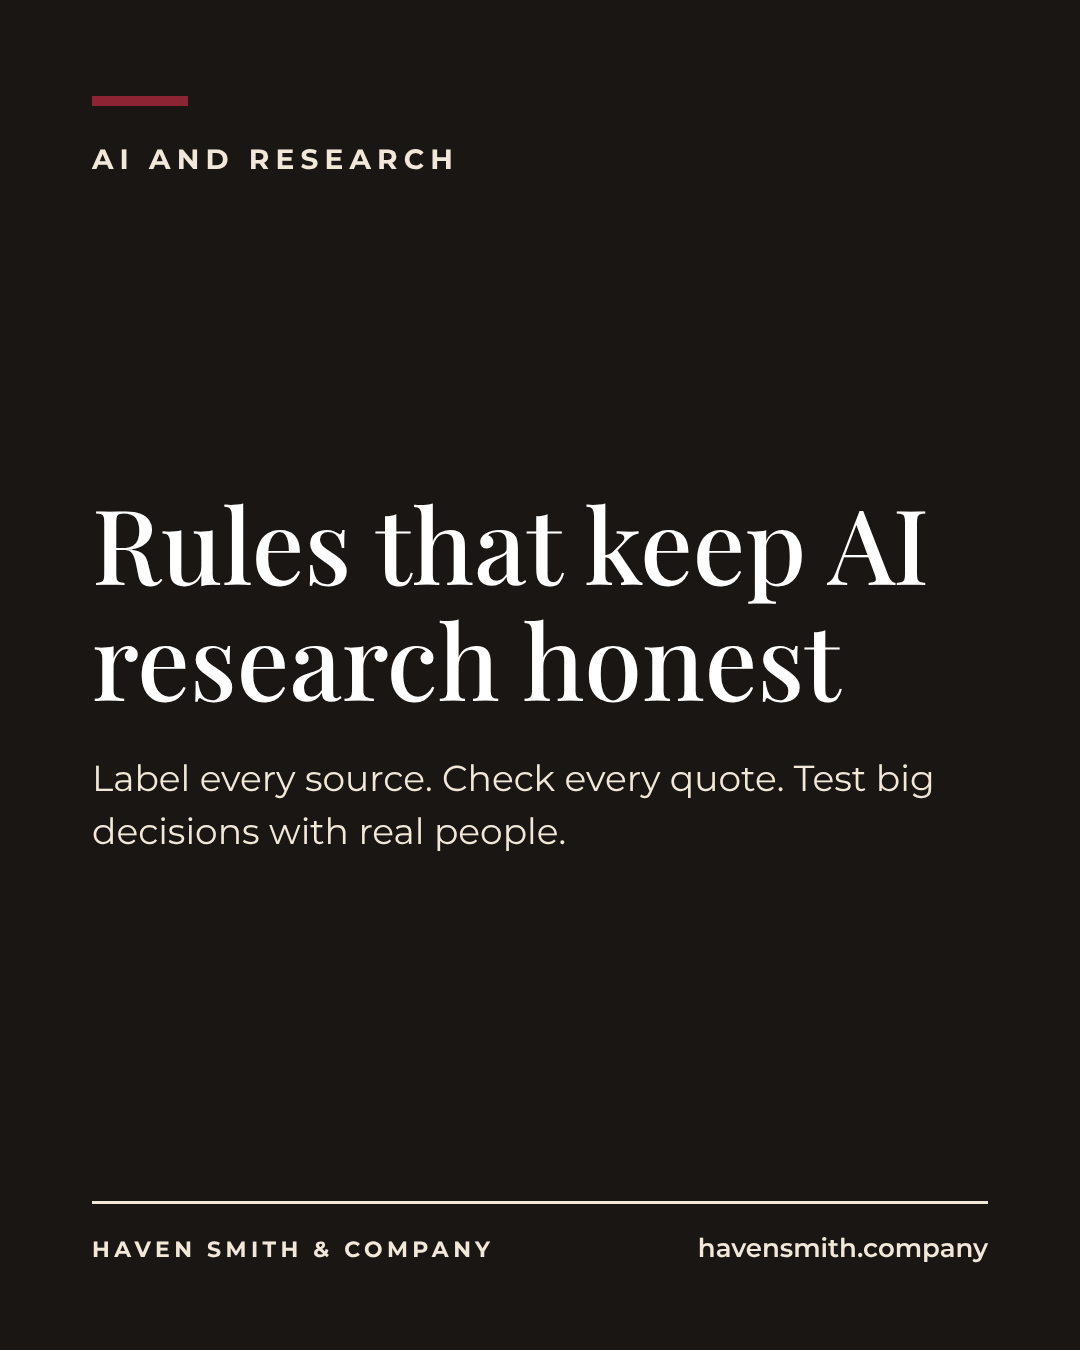 AI AND RESEARCH
Rules that keep AI
research honest
Label every source. Check every quote. Test big
decisions with real people.
HAVEN SMITH & COMPANY
havensmith.company